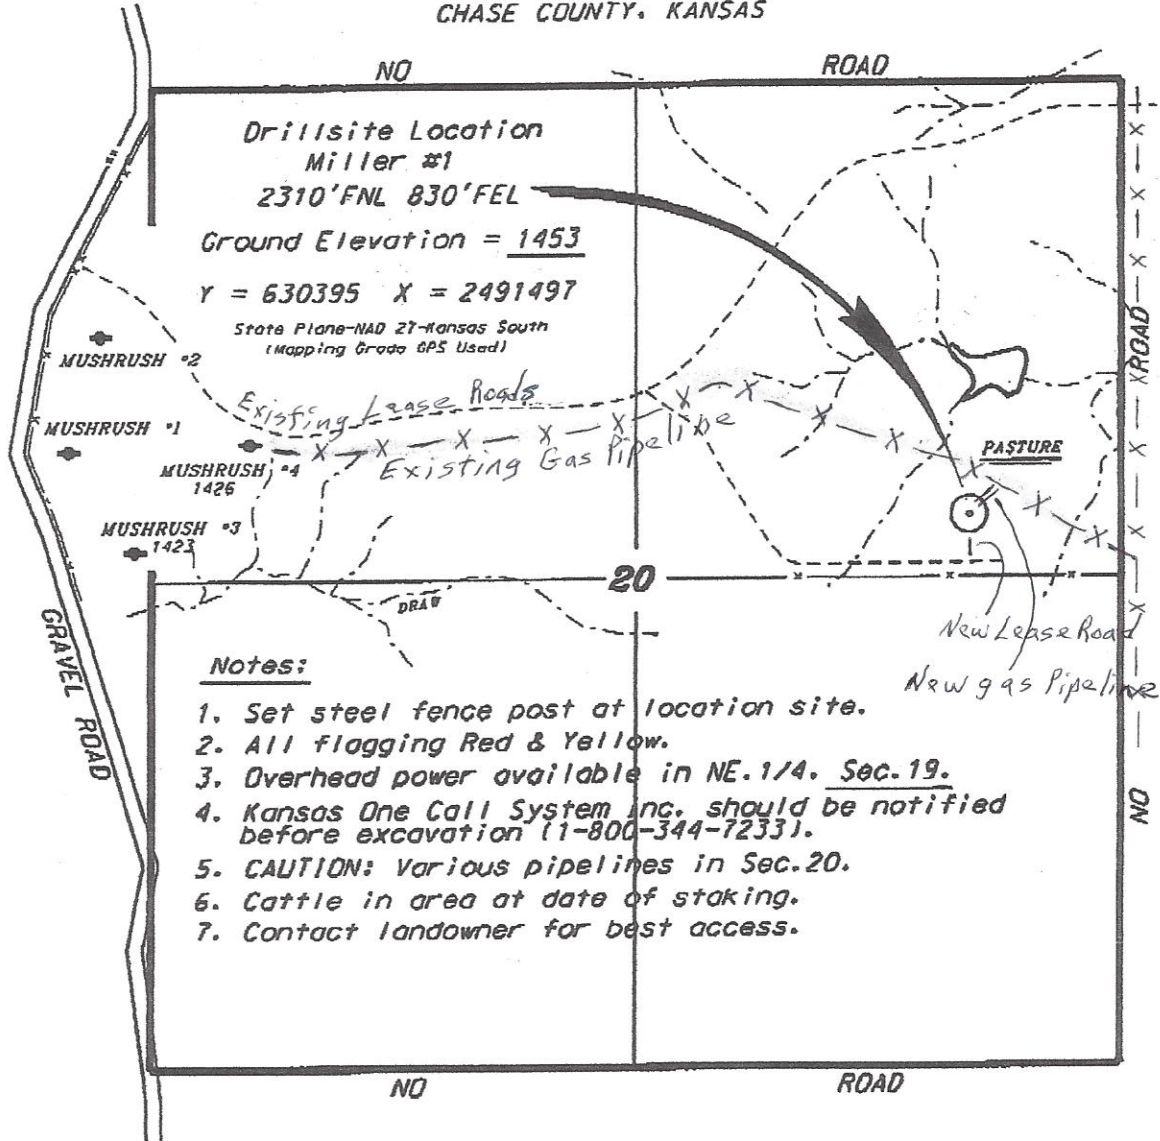 CHASE COUNTY, KANSAS
NO ROAD
Drillsite Location
Miller #1
2310'FNL 830'FEL
Ground Elevation = 1453
Y = 630395 X = 2491497
State Plane-NAD 27-Kansas South
(Mapping Grade GPS Used)
MUSHRUSH #2
Existing Lease Roads
MUSHRUSH #1
Existing Gas Pipeline
MUSHRUSH #4
1426
PASTURE
MUSHRUSH #3
1423
20
DRAW
New Lease Road
New gas Pipeline
GRAVEL ROAD
NO ROAD
Notes:
1. Set steel fence post at location site.
2. All flagging Red & Yellow.
3. Overhead power available in NE.1/4. Sec.19.
4. Kansas One Call System Inc. should be notified
before excavation (1-800-344-7233).
5. CAUTION: Various pipelines in Sec.20.
6. Cattle in area at date of staking.
7. Contact landowner for best access.
NO ROAD